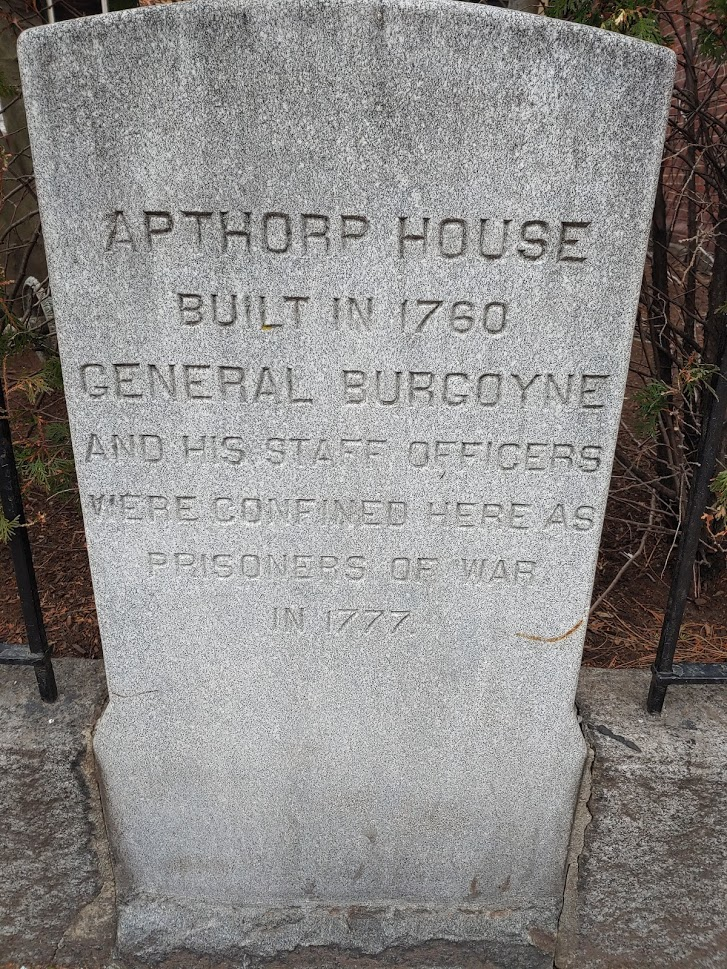 APTHORP HOUSE
BUILT IN 1760
GENERAL BURGOYNE
AND HIS STAFF OFFICERS
WERE CONFINED HERE AS
PRISONERS OF WAR
IN 1777.